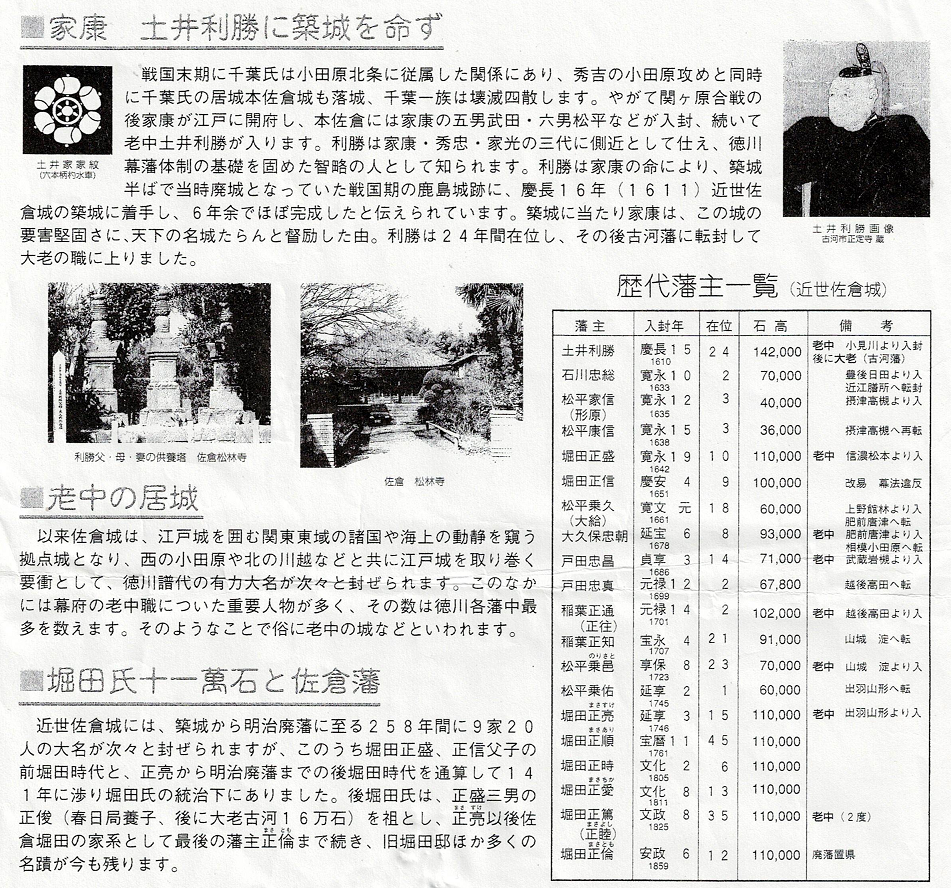 ■家康　土井利勝に築城を命ず
戦国末期に千葉氏は小田原北条に従属した関係にあり、秀吉の小田原攻めと同時
に千葉氏の居城本佐倉城も落城、千葉一族は壊滅四散します。やがて関ヶ原合戦の
後家康が江戸に開府し、本佐倉には家康の五男武田・六男松平などが入封、続いて
老中土井利勝が入ります。利勝は家康・秀忠・家光の三代に側近として仕え、徳川
幕藩体制の基礎を固めた智略の人として知られます。利勝は家康の命により、築城
半ばで当時廃城となっていた戦国期の鹿島城跡に、慶長１６年（１６１１）近世佐
倉城の築城に着手し、６年余でほぼ完成したと伝えられています。築城に当たり家康は、この城の
要害堅固さに、天下の名城たらんと督励した由。利勝は２４年間在位し、その後古河藩に転封して
大老の職に上りました。
土井家家紋
(六本柄杓水車)
土井利勝画像
古河市正定寺 蔵
利勝父・母・妻の供養塔　佐倉松林寺
佐倉　松林寺
■老中の居城
以来佐倉城は、江戸城を囲む関東東域の諸国や海上の動静を窺う
拠点城となり、西の小田原や北の川越などと共に江戸城を取り巻く
要衝として、徳川譜代の有力大名が次々と封ぜられます。このなか
には幕府の老中職についた重要人物が多く、その数は徳川各藩中最
多を数えます。そのようなことで俗に老中の城などといわれます。
■堀田氏十一萬石と佐倉藩
近世佐倉城には、築城から明治廃藩に至る２５８年間に９家２０
人の大名が次々と封ぜられますが、このうち堀田正盛、正信父子の
前堀田時代と、正亮から明治廃藩までの後堀田時代を通算して１４
１年に渉り堀田氏の統治下にありました。後堀田氏は、正盛三男の
正俊（春日局養子、後に大老古河１６万石）を祖とし、正亮以後佐
まさ すけ
倉堀田の家系として最後の藩主正倫まで続き、旧堀田邸ほか多くの
まさ とも
名蹟が今も残ります。
歴代藩主一覧（近世佐倉城）
藩主 入封年 在位 石高 備考
土井利勝 慶長１５ 1610 ２４ 142,000 老中 小見川より入封 後に大老（古河藩）
石川忠総 寛永１０ 1633 ２ 70,000 豊後日田より入 近江膳所へ転封
松平家信（形原） 寛永１２ 1635 ３ 40,000 摂津高槻より入
松平康信 寛永１５ 1638 ３ 36,000 摂津高槻へ再転
堀田正盛 寛永１９ 1642 １０ 110,000 老中 信濃松本より入
堀田正信 慶安　４ 1651 ９ 100,000 改易　幕法違反
松平乗久（大給） 寛文　元 1661 １８ 60,000 上野館林より入 肥前唐津へ転
大久保忠朝 延宝　６ 1678 ８ 93,000 老中 肥前唐津より入 相模小田原へ転
戸田忠昌 貞享　３ 1686 １４ 71,000 老中 武蔵岩槻より入
戸田忠真 元禄１２ 1699 ２ 67,800 越後高田へ転
稲葉正通（正往） 元禄１４ 1701 ２ 102,000 老中 越後高田より入
稲葉正知 宝永　４ 1707 ２１ 91,000 山城　淀へ転
松平乗邑 のりさと 享保　８ 1723 ２３ 70,000 老中 山城　淀より入
松平乗佑 延享　２ 1745 １ 60,000 出羽山形へ転
堀田正亮 まさすけ 延享　３ 1746 １５ 110,000 老中 出羽山形より入
堀田正順 まさあり 宝暦１１ 1761 ４５ 110,000
堀田正時 文化　２ 1805 ６ 110,000
堀田正愛 まさちか 文化　８ 1811 １３ 110,000
堀田正篤（正睦） まさよし 文政　８ 1825 ３５ 110,000 老中（２度）
堀田正倫 まさとも 安政　６ 1859 １２ 110,000 廃藩置県